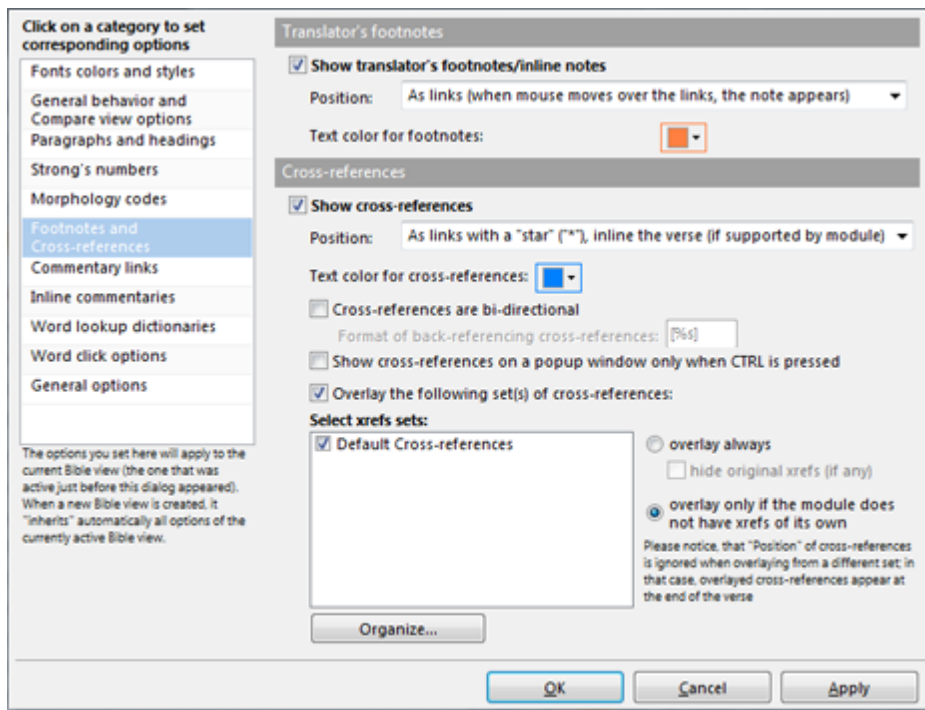 Click on a category to set
corresponding options
Fonts colors and styles
General behavior and
Compare view options
Paragraphs and headings
Strong's numbers
Morphology codes
Footnotes and
Cross-references
Commentary links
Inline commentaries
Word lookup dictionaries
Word click options
General options
The options you set here will apply to the
current Bible view (the one that was
active just before this dialog appeared).
When a new Bible view is created, it
"inherits" automatically all options of the
currently active Bible view.
Translator's footnotes
Show translator's footnotes/inline notes
Position: As links (when mouse moves over the links, the note appears)
Text color for footnotes:
Cross-references
Show cross-references
Position: As links with a "star" ("*"), inline the verse (if supported by module)
Text color for cross-references:
Cross-references are bi-directional
Format of back-referencing cross-references: [%s]
Show cross-references on a popup window only when CTRL is pressed
Overlay the following set(s) of cross-references:
Select xrefs sets:
Default Cross-references
overlay always
hide original xrefs (if any)
overlay only if the module does
not have xrefs of its own
Please notice, that "Position" of cross-references
is ignored when overlaying from a different set; in
that case, overlayed cross-references appear at
the end of the verse
Organize...
OK
Cancel
Apply